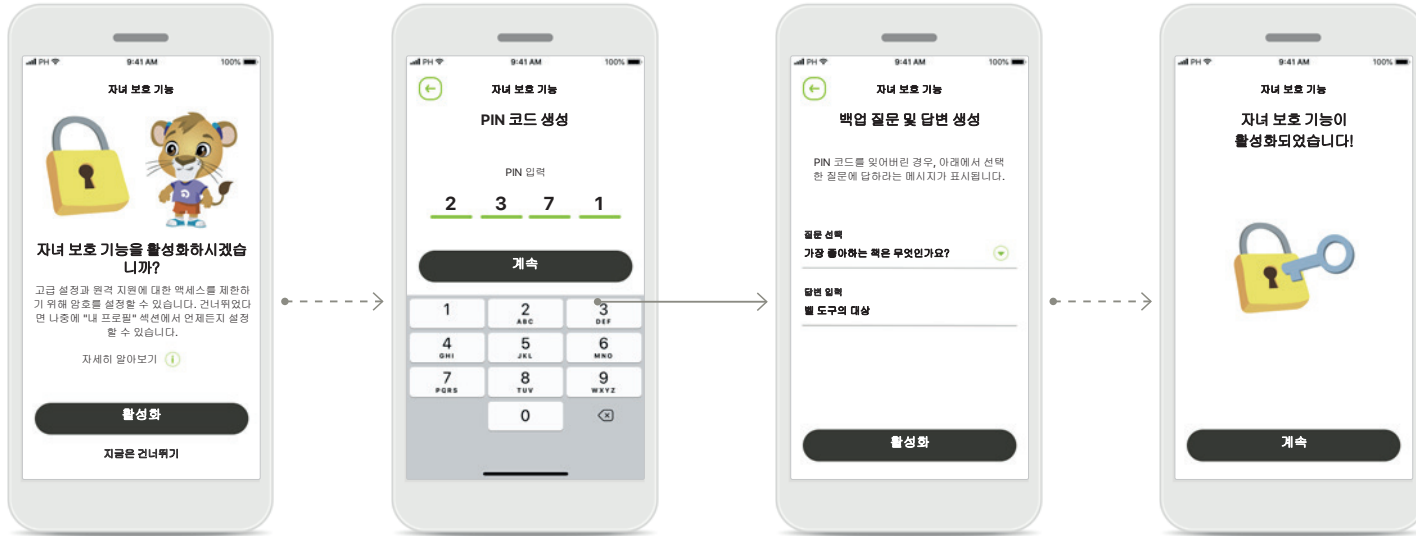 PH 9:41 AM 100%
자녀 보호 기능
자녀 보호 기능을 활성화하시겠습
니까?
고급 설정과 원격 지원에 대한 액세스를 제한하
기 위해 암호를 설정할 수 있습니다. 건너뛰었다
면 나중에 "내 프로필" 섹션에서 언제든지 설정
할 수 있습니다.
자세히 알아보기 i
활성화
지금은 건너뛰기
PH 9:41 AM 100%
자녀 보호 기능
PIN 코드 생성
PIN 입력
2 3 7 1
계속
1 2 3
ABC DEF
4 5 6
GHI JKL MNO
7 8 9
PQRS TUV WXYZ
0
PH 9:41 AM 100%
자녀 보호 기능
백업 질문 및 답변 생성
PIN 코드를 잊어버린 경우, 아래에서 선택
한 질문에 답하라는 메시지가 표시됩니다.
질문 선택
가장 좋아하는 책은 무엇인가요?
답변 입력
벨 도구의 대상
활성화
PH 9:41 AM 100%
자녀 보호 기능
자녀 보호 기능이
활성화되었습니다!
계속